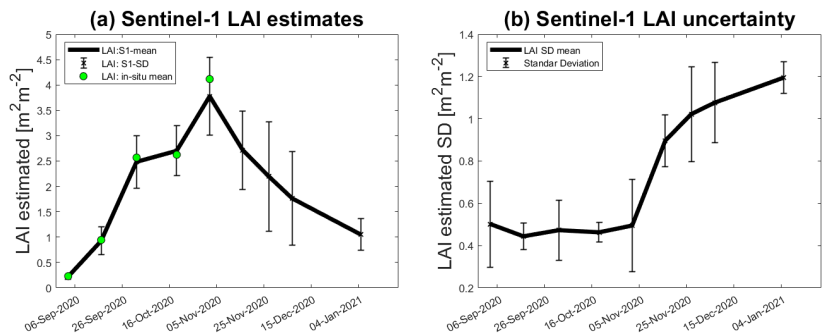 (a) Sentinel-1 LAI estimates
LAI estimated [m²m⁻²]
5
4.5
4
3.5
3
2.5
2
1.5
1
0.5
0
LAI:S1-mean
LAI: S1-SD
LAI: in-situ mean
06-Sep-2020
26-Sep-2020
16-Oct-2020
05-Nov-2020
25-Nov-2020
15-Dec-2020
04-Jan-2021
(b) Sentinel-1 LAI uncertainty
LAI estimated SD [m²m⁻²]
1.4
1.2
1
0.8
0.6
0.4
0.2
LAI SD mean
Standar Deviation
06-Sep-2020
26-Sep-2020
16-Oct-2020
05-Nov-2020
25-Nov-2020
15-Dec-2020
04-Jan-2021